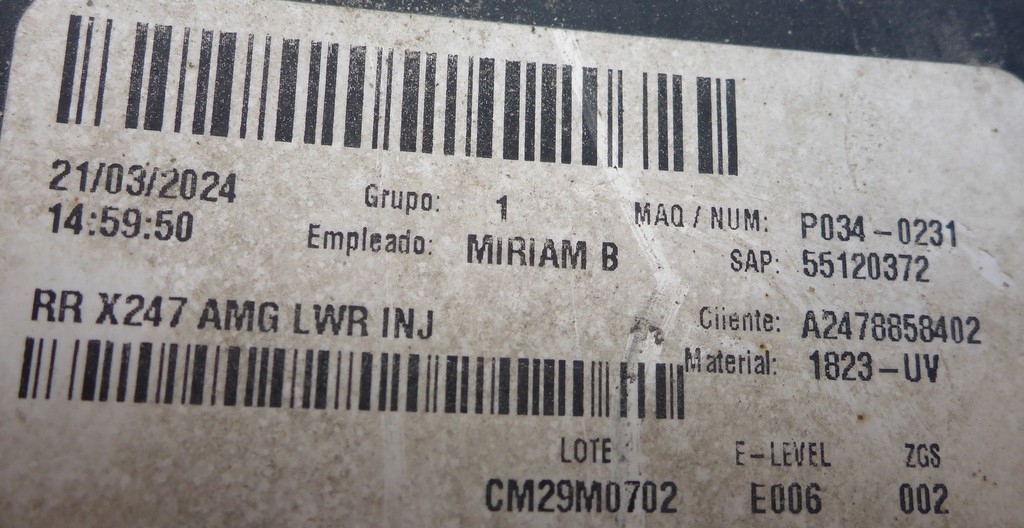 21/03/2024 Grupo: 1 MAQ / NUM: P034-0231
14:59:50 Empleado: MIRIAM B SAP: 55120372
RR X247 AMG LWR INJ Cliente: A2478858402
Material: 1823-UV
LOTE E-LEVEL ZGS
CM29M0702 E006 002